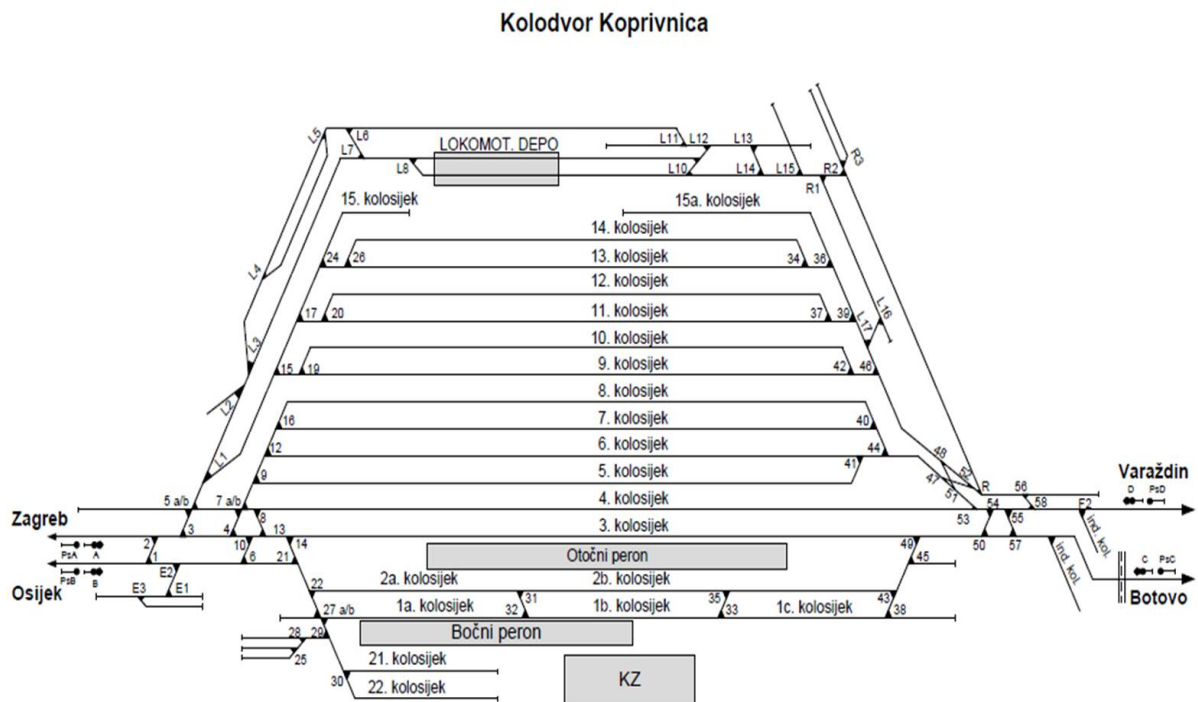 Kolodvor Koprivnica
L5
L6
L7
LOKOMOT. DEPO
L8
L11
L12
L13
L10
L14
L15
R1
R2
R3
L4
15. kolosijek
15a. kolosijek
14. kolosijek
24
26
13. kolosijek
34
36
12. kolosijek
17
20
11. kolosijek
37
39
L17
L16
L3
10. kolosijek
15
19
9. kolosijek
42
46
L2
8. kolosijek
16
7. kolosijek
40
12
6. kolosijek
44
L1
9
5. kolosijek
41
48
47
52
51
R
56
Varaždin
5 a/b
7 a/b
4. kolosijek
53
54
58
E2
D
PsD
Zagreb
3
4
8
13
3. kolosijek
50
55
57
ind. kol.
ind. kol.
PsA
A
2
1
10
6
14
21
Otočni peron
49
45
C
PsC
PsB
B
Osijek
E2
E3
E1
22
2a. kolosijek
2b. kolosijek
43
Botovo
27 a/b
1a. kolosijek
31
32
1b. kolosijek
35
33
1c. kolosijek
38
28
29
Bočni peron
25
30
21. kolosijek
22. kolosijek
KZ